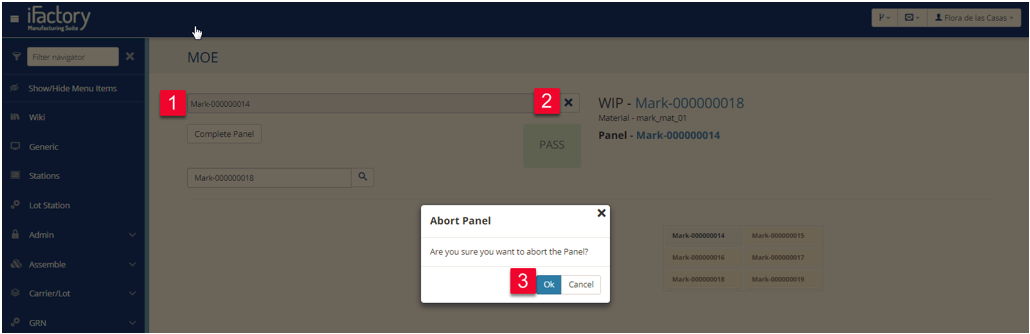 iFactory
Manufacturing Suite
Flora de las Casas
Filter navigator
MOE
Show/Hide Menu Items
1
Mark-000000014
2
WIP - Mark-000000018
Material - mark_mat_01
Wiki
Complete Panel
PASS
Panel - Mark-000000014
Generic
Stations
Mark-000000018
Lot Station
Abort Panel
Admin
Mark-000000014 Mark-000000015
Are you sure you want to abort the Panel?
Assemble
Mark-000000016 Mark-000000017
3
Ok Cancel
Mark-000000018 Mark-000000019
Carrier/Lot
GRN